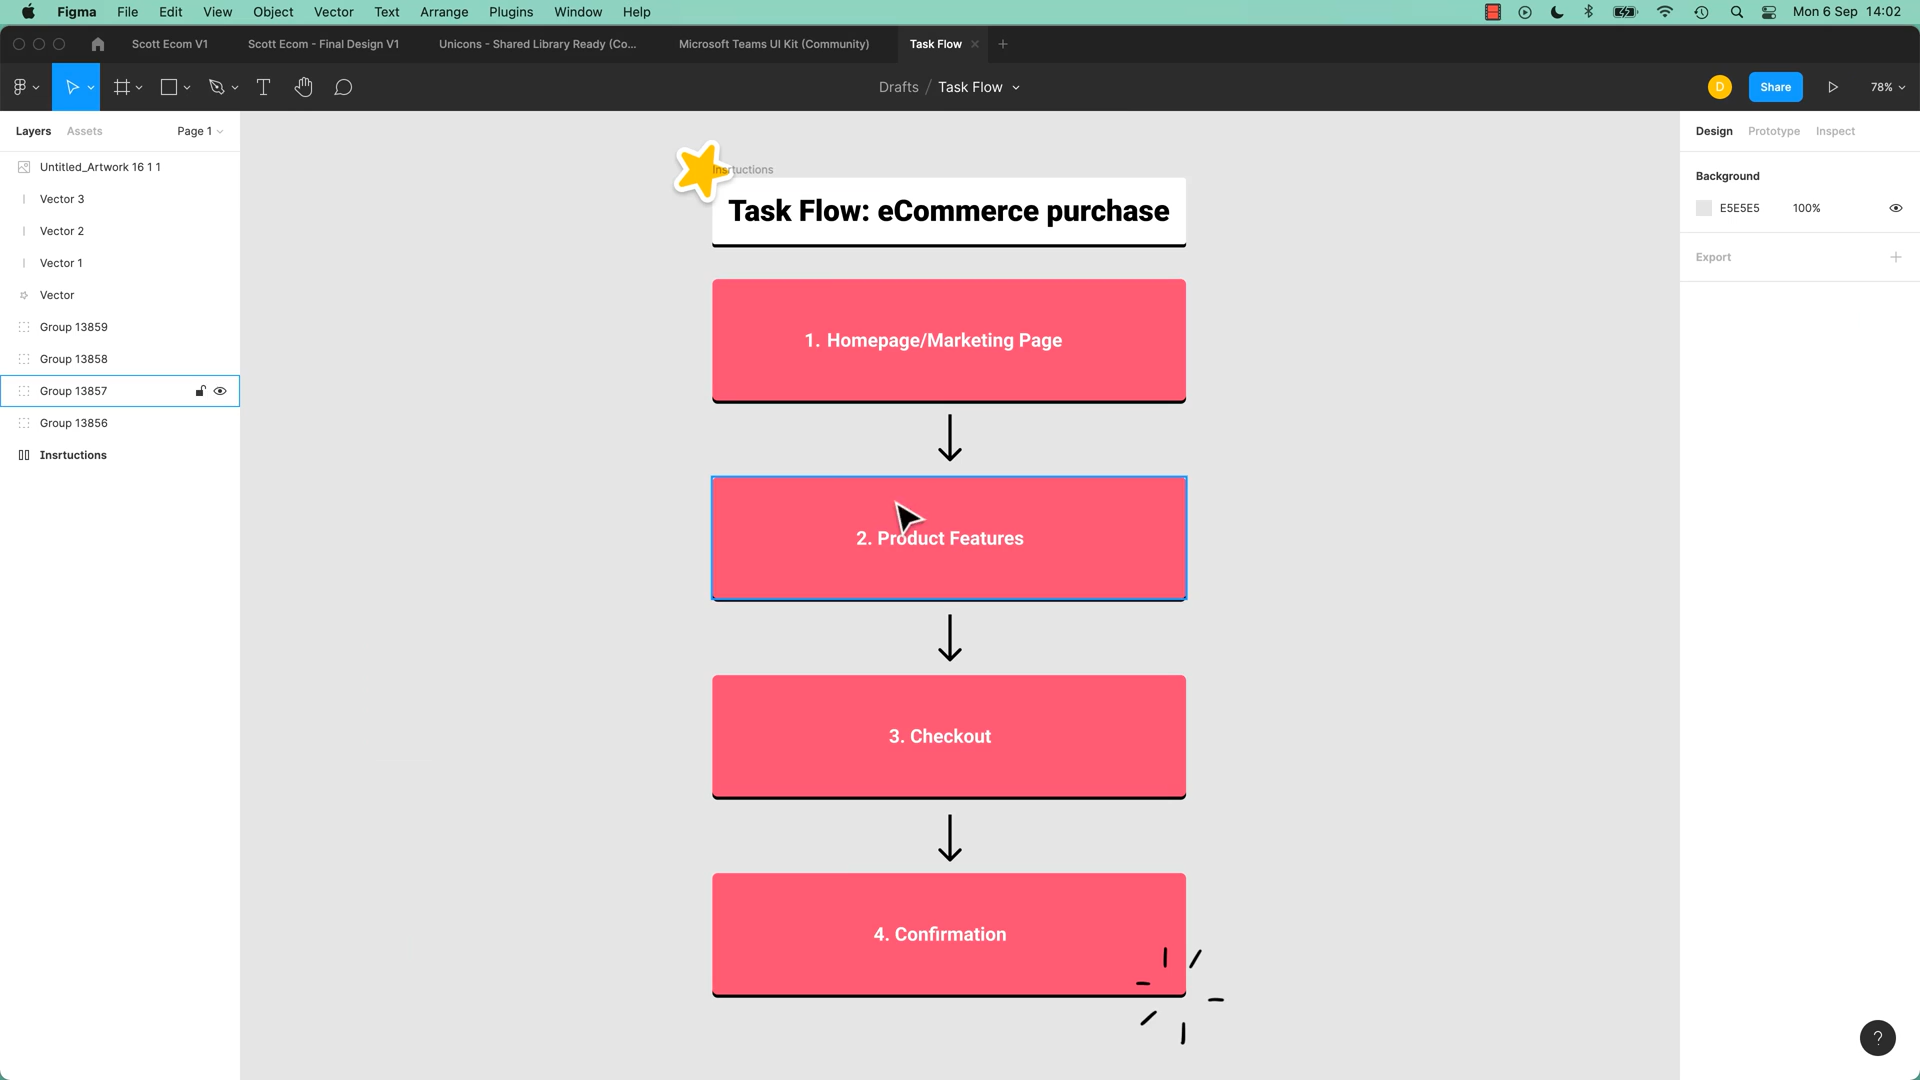 Figma File Edit View Object Vector Text Arrange Plugins Window Help Mon 6 Sep 14:02
Scott Ecom V1 Scott Ecom - Final Design V1 Unicons - Shared Library Ready (Co... Microsoft Teams UI Kit (Community) Task Flow
Drafts / Task Flow D Share 78%
Layers Assets Page 1
Untitled_Artwork 16 1 1
Vector 3
Vector 2
Vector 1
Vector
Group 13859
Group 13858
Group 13857
Group 13856
Insrtuctions
Insrtuctions
Task Flow: eCommerce purchase
1. Homepage/Marketing Page
2. Product Features
3. Checkout
4. Confirmation
Design Prototype Inspect
Background
E5E5E5 100%
Export
?